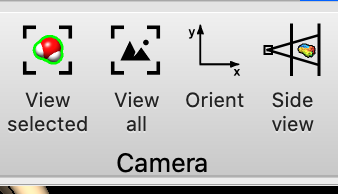 y
x
View selected
View all
Orient
Side view
Camera